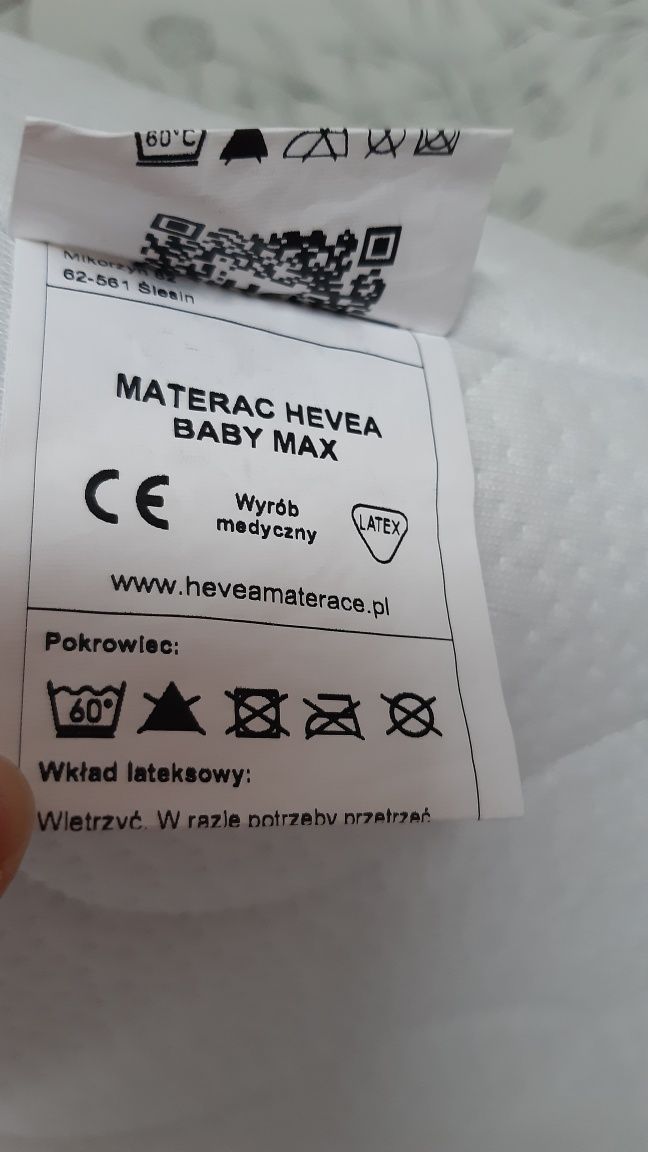 60°C
62-561 Ślesin
MATERAC HEVEA
BABY MAX
CE
Wyrób
medyczny
LATEX
www.heveamaterace.pl
Pokrowiec:
60°
Wkład lateksowy:
Wietrzyć. W razie potrzeby przetrzeć